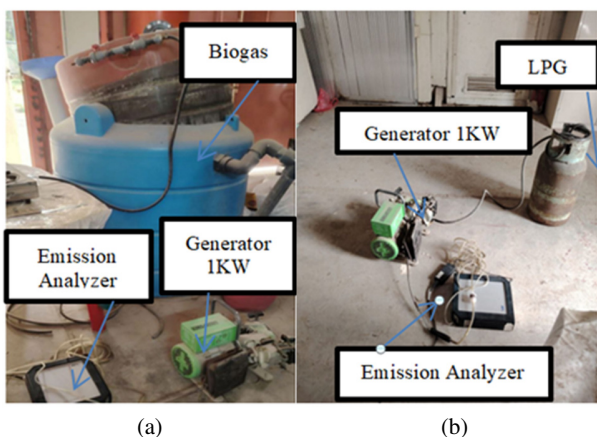 Biogas
Emission
Analyzer
Generator
1KW
LPG
Generator 1KW
Emission Analyzer
(a)
(b)